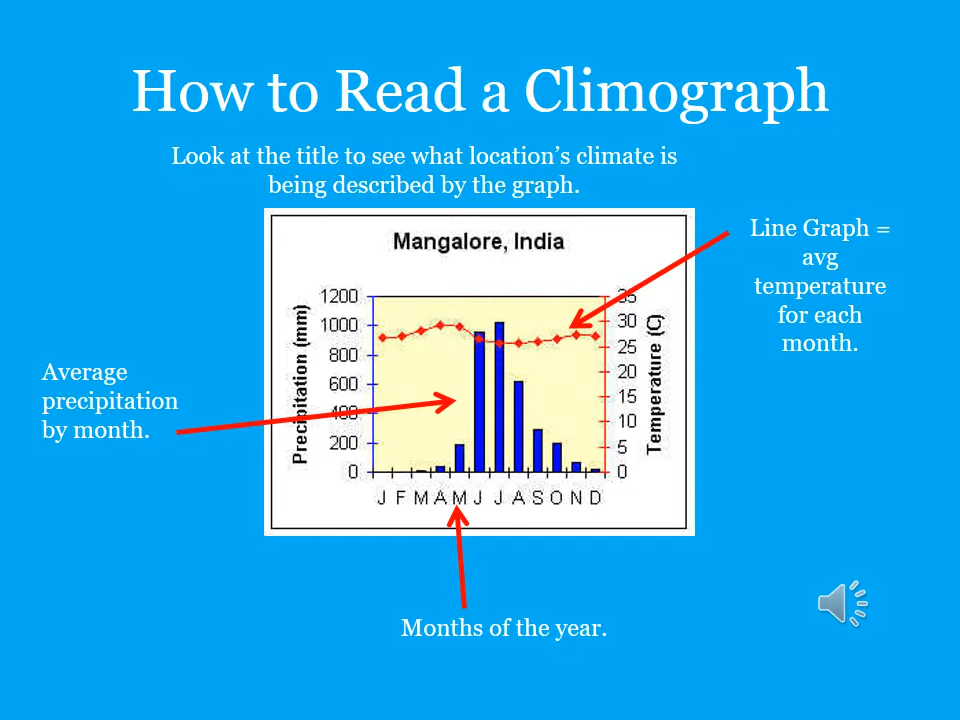 How to Read a Climograph
Look at the title to see what location’s climate is
being described by the graph.
Line Graph =
avg
temperature
for each
month.
Average
precipitation
by month.
Mangalore, India
Precipitation (mm)
1200
1000
800
600
400
200
0
35
30
25
20
15
10
5
0
Temperature (C)
J F M A M J J A S O N D
Months of the year.